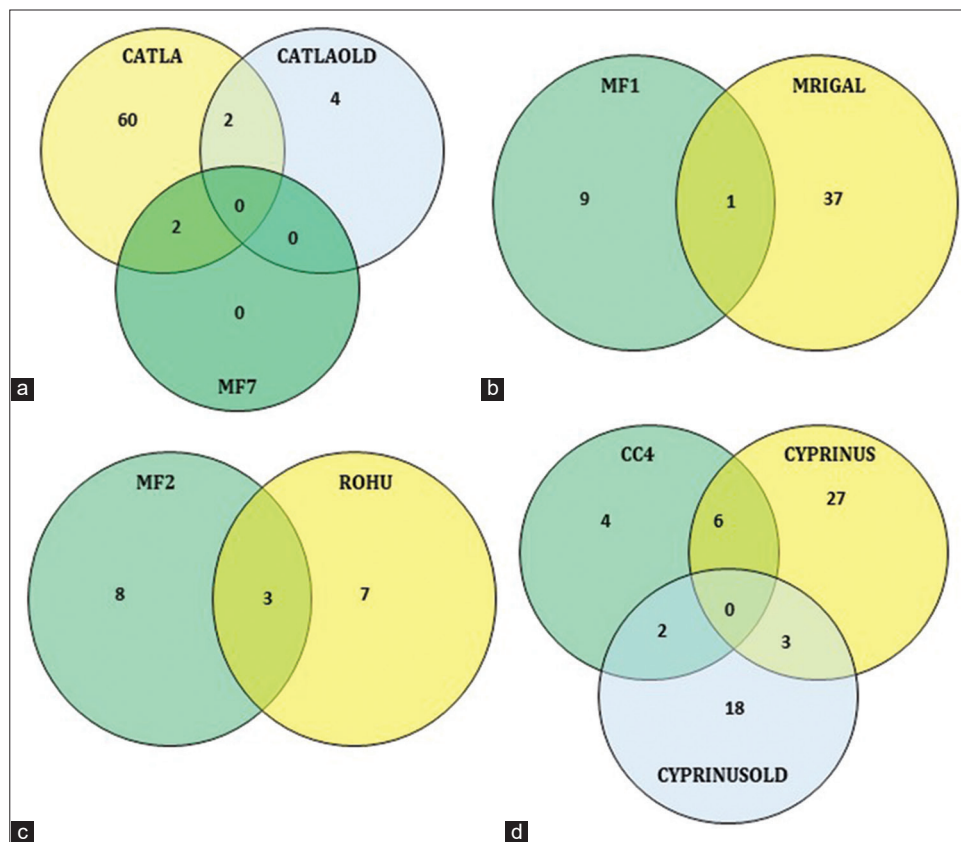 CATLA
CATLAOLD
60
2
4
2
0
0
0
MF7
a
MF1
MRIGAL
9
1
37
b
MF2
ROHU
8
3
7
c
CC4
CYPRINUS
4
6
27
2
0
3
18
CYPRINUSOLD
d